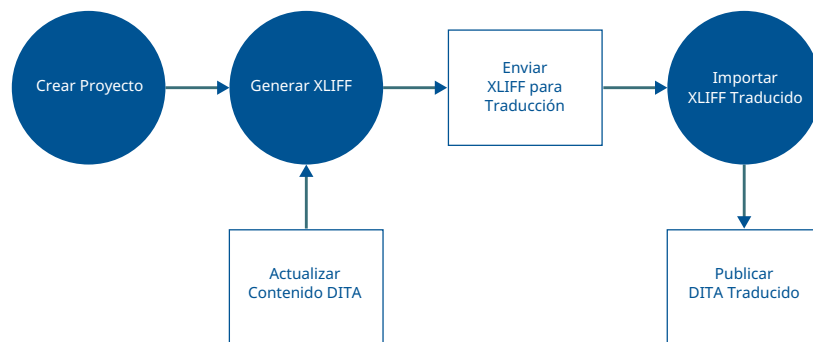 Crear Proyecto
Generar XLIFF
Enviar
XLIFF para
Traducción
Importar
XLIFF Traducido
Actualizar
Contenido DITA
Publicar
DITA Traducido